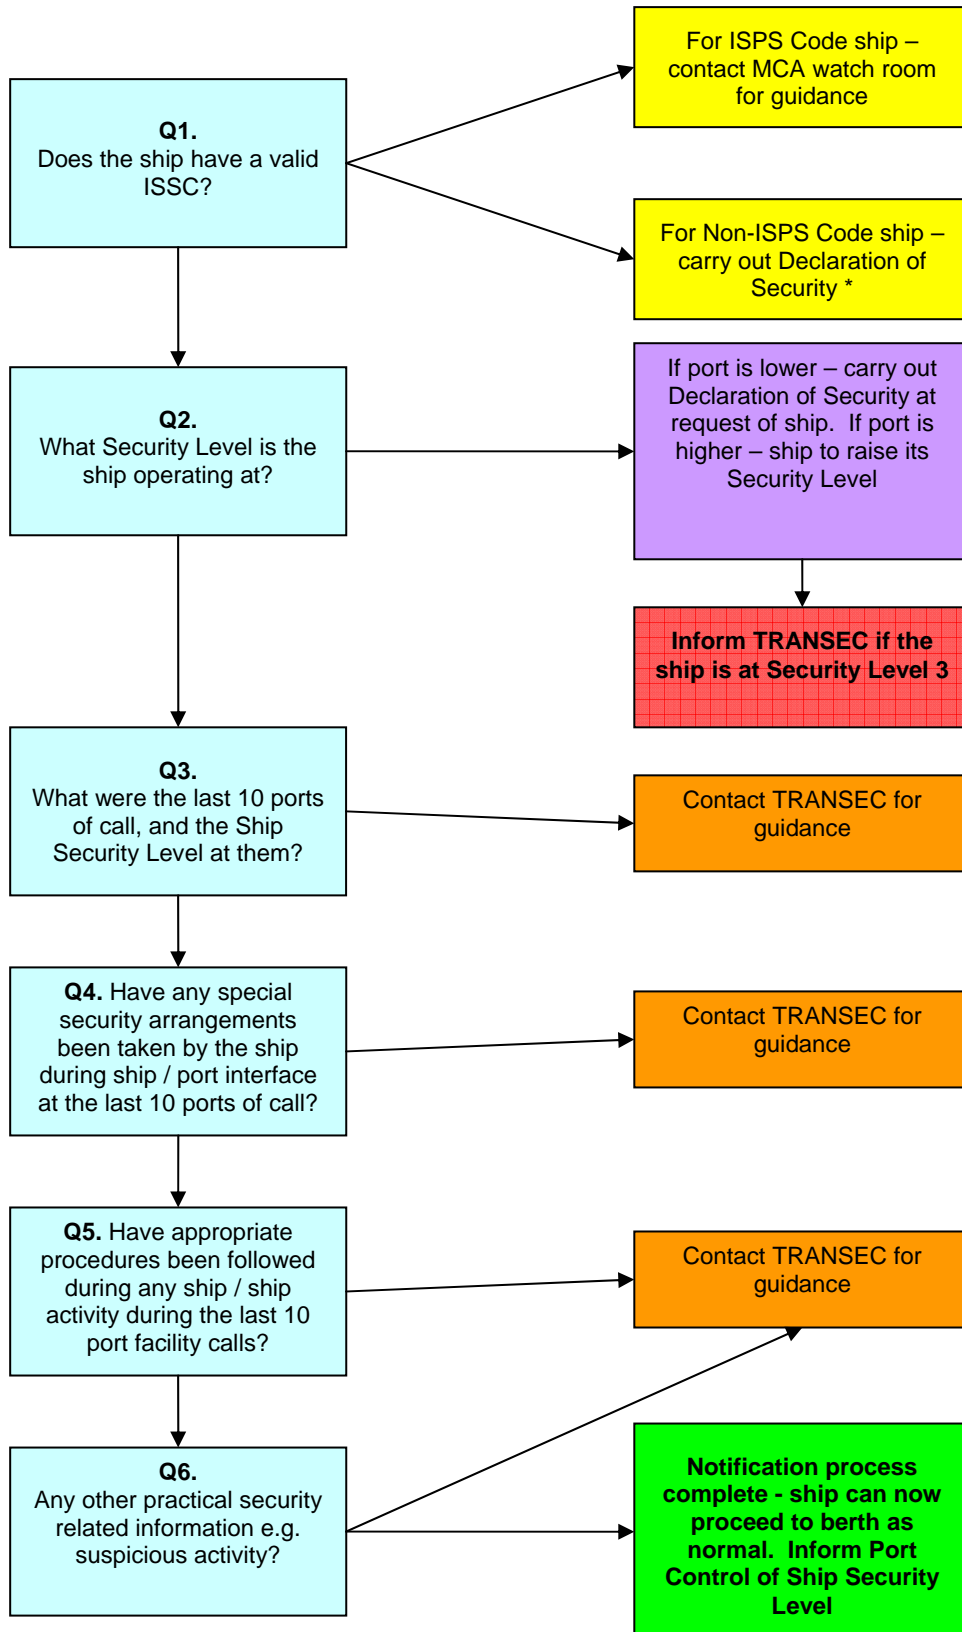 For ISPS Code ship –
contact MCA watch room
for guidance
Q1.
Does the ship have a valid
ISSC?
For Non-ISPS Code ship –
carry out Declaration of
Security *
Q2.
What Security Level is the
ship operating at?
If port is lower – carry out
Declaration of Security at
request of ship. If port is
higher – ship to raise its
Security Level
Inform TRANSEC if the
ship is at Security Level 3
Q3.
What were the last 10 ports
of call, and the Ship
Security Level at them?
Contact TRANSEC for
guidance
Q4. Have any special
security arrangements
been taken by the ship
during ship / port interface
at the last 10 ports of call?
Contact TRANSEC for
guidance
Q5. Have appropriate
procedures been followed
during any ship / ship
activity during the last 10
port facility calls?
Contact TRANSEC for
guidance
Q6.
Any other practical security
related information e.g.
suspicious activity?
Notification process
complete - ship can now
proceed to berth as
normal. Inform Port
Control of Ship Security
Level